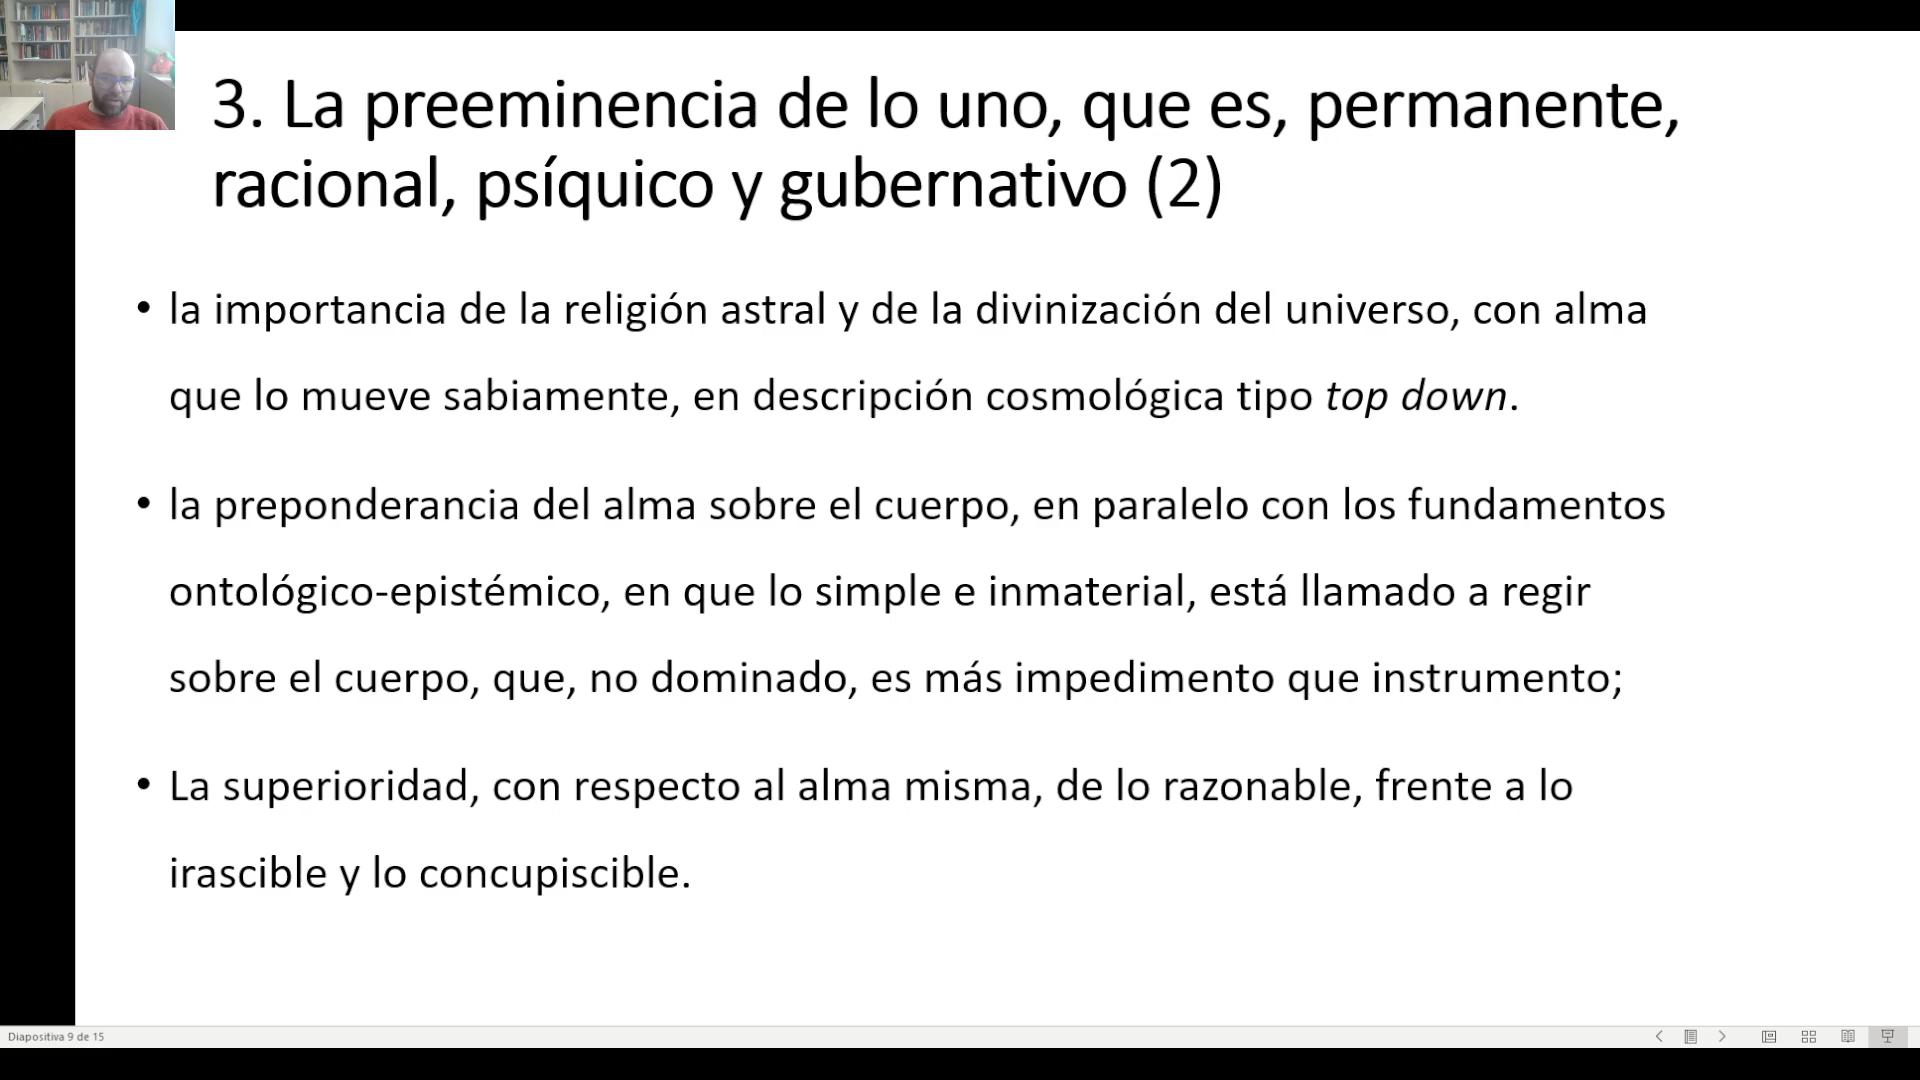 3. La preeminencia de lo uno, que es, permanente,
racional, psíquico y gubernativo (2)
• la importancia de la religión astral y de la divinización del universo, con alma
que lo mueve sabiamente, en descripción cosmológica tipo top down.
• la preponderancia del alma sobre el cuerpo, en paralelo con los fundamentos
ontológico-epistémico, en que lo simple e inmaterial, está llamado a regir
sobre el cuerpo, que, no dominado, es más impedimento que instrumento;
• La superioridad, con respecto al alma misma, de lo razonable, frente a lo
irascible y lo concupiscible.
Diapositiva 9 de 15